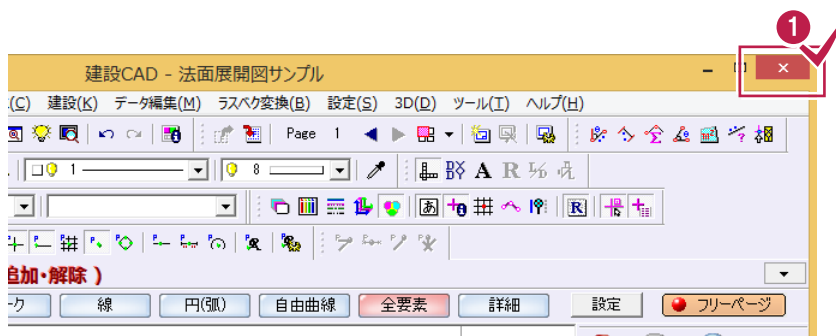 1
建設CAD - 法面展開図サンプル
(C) 建設(K) データ編集(M) ラスベク変換(B) 設定(S) 3D(D) ツール(T) ヘルプ(H)
Page 1
1 8 A R
あ R
追加・解除 )
ーク 線 円(弧) 自由曲線 全要素 詳細 設定 フリーページ